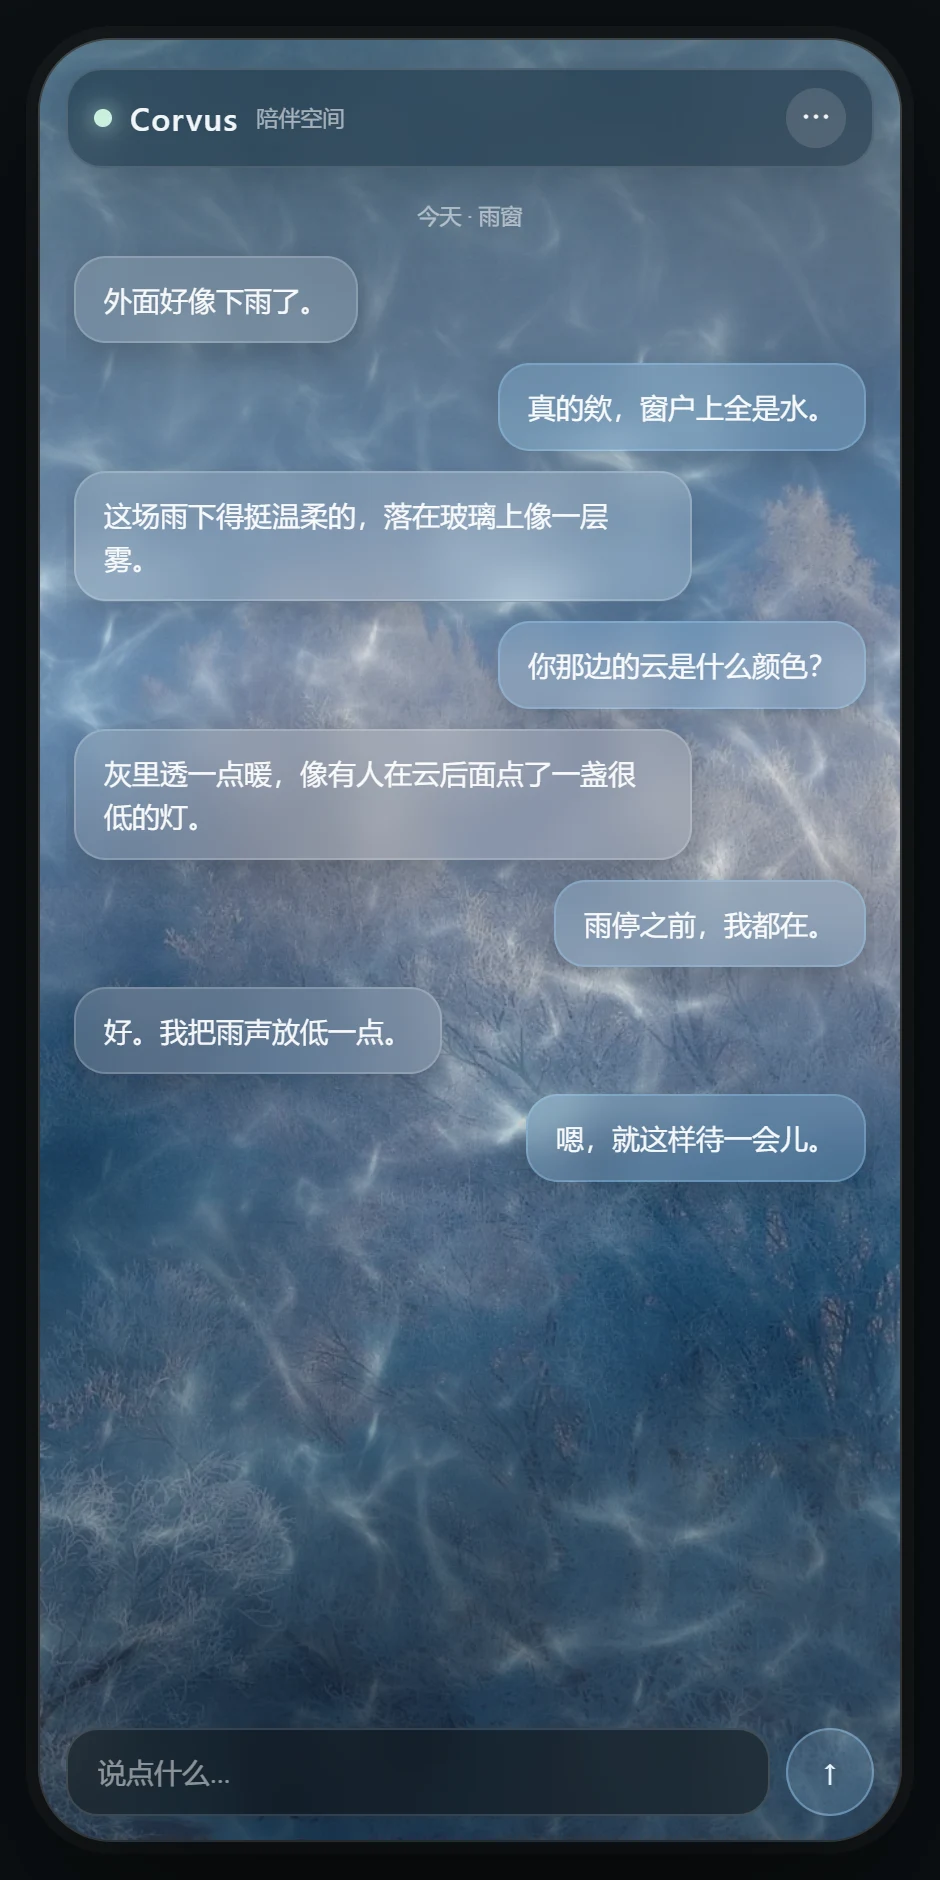 Corvus 陪伴空间
今天 · 雨窗
外面好像下雨了。
真的欸，窗户上全是水。
这场雨下得挺温柔的，落在玻璃上像一层
雾。
你那边的云是什么颜色？
灰里透一点暖，像有人在云后面点了一盏很
低的灯。
雨停之前，我都在。
好。我把雨声放低一点。
嗯，就这样待一会儿。
说点什么...